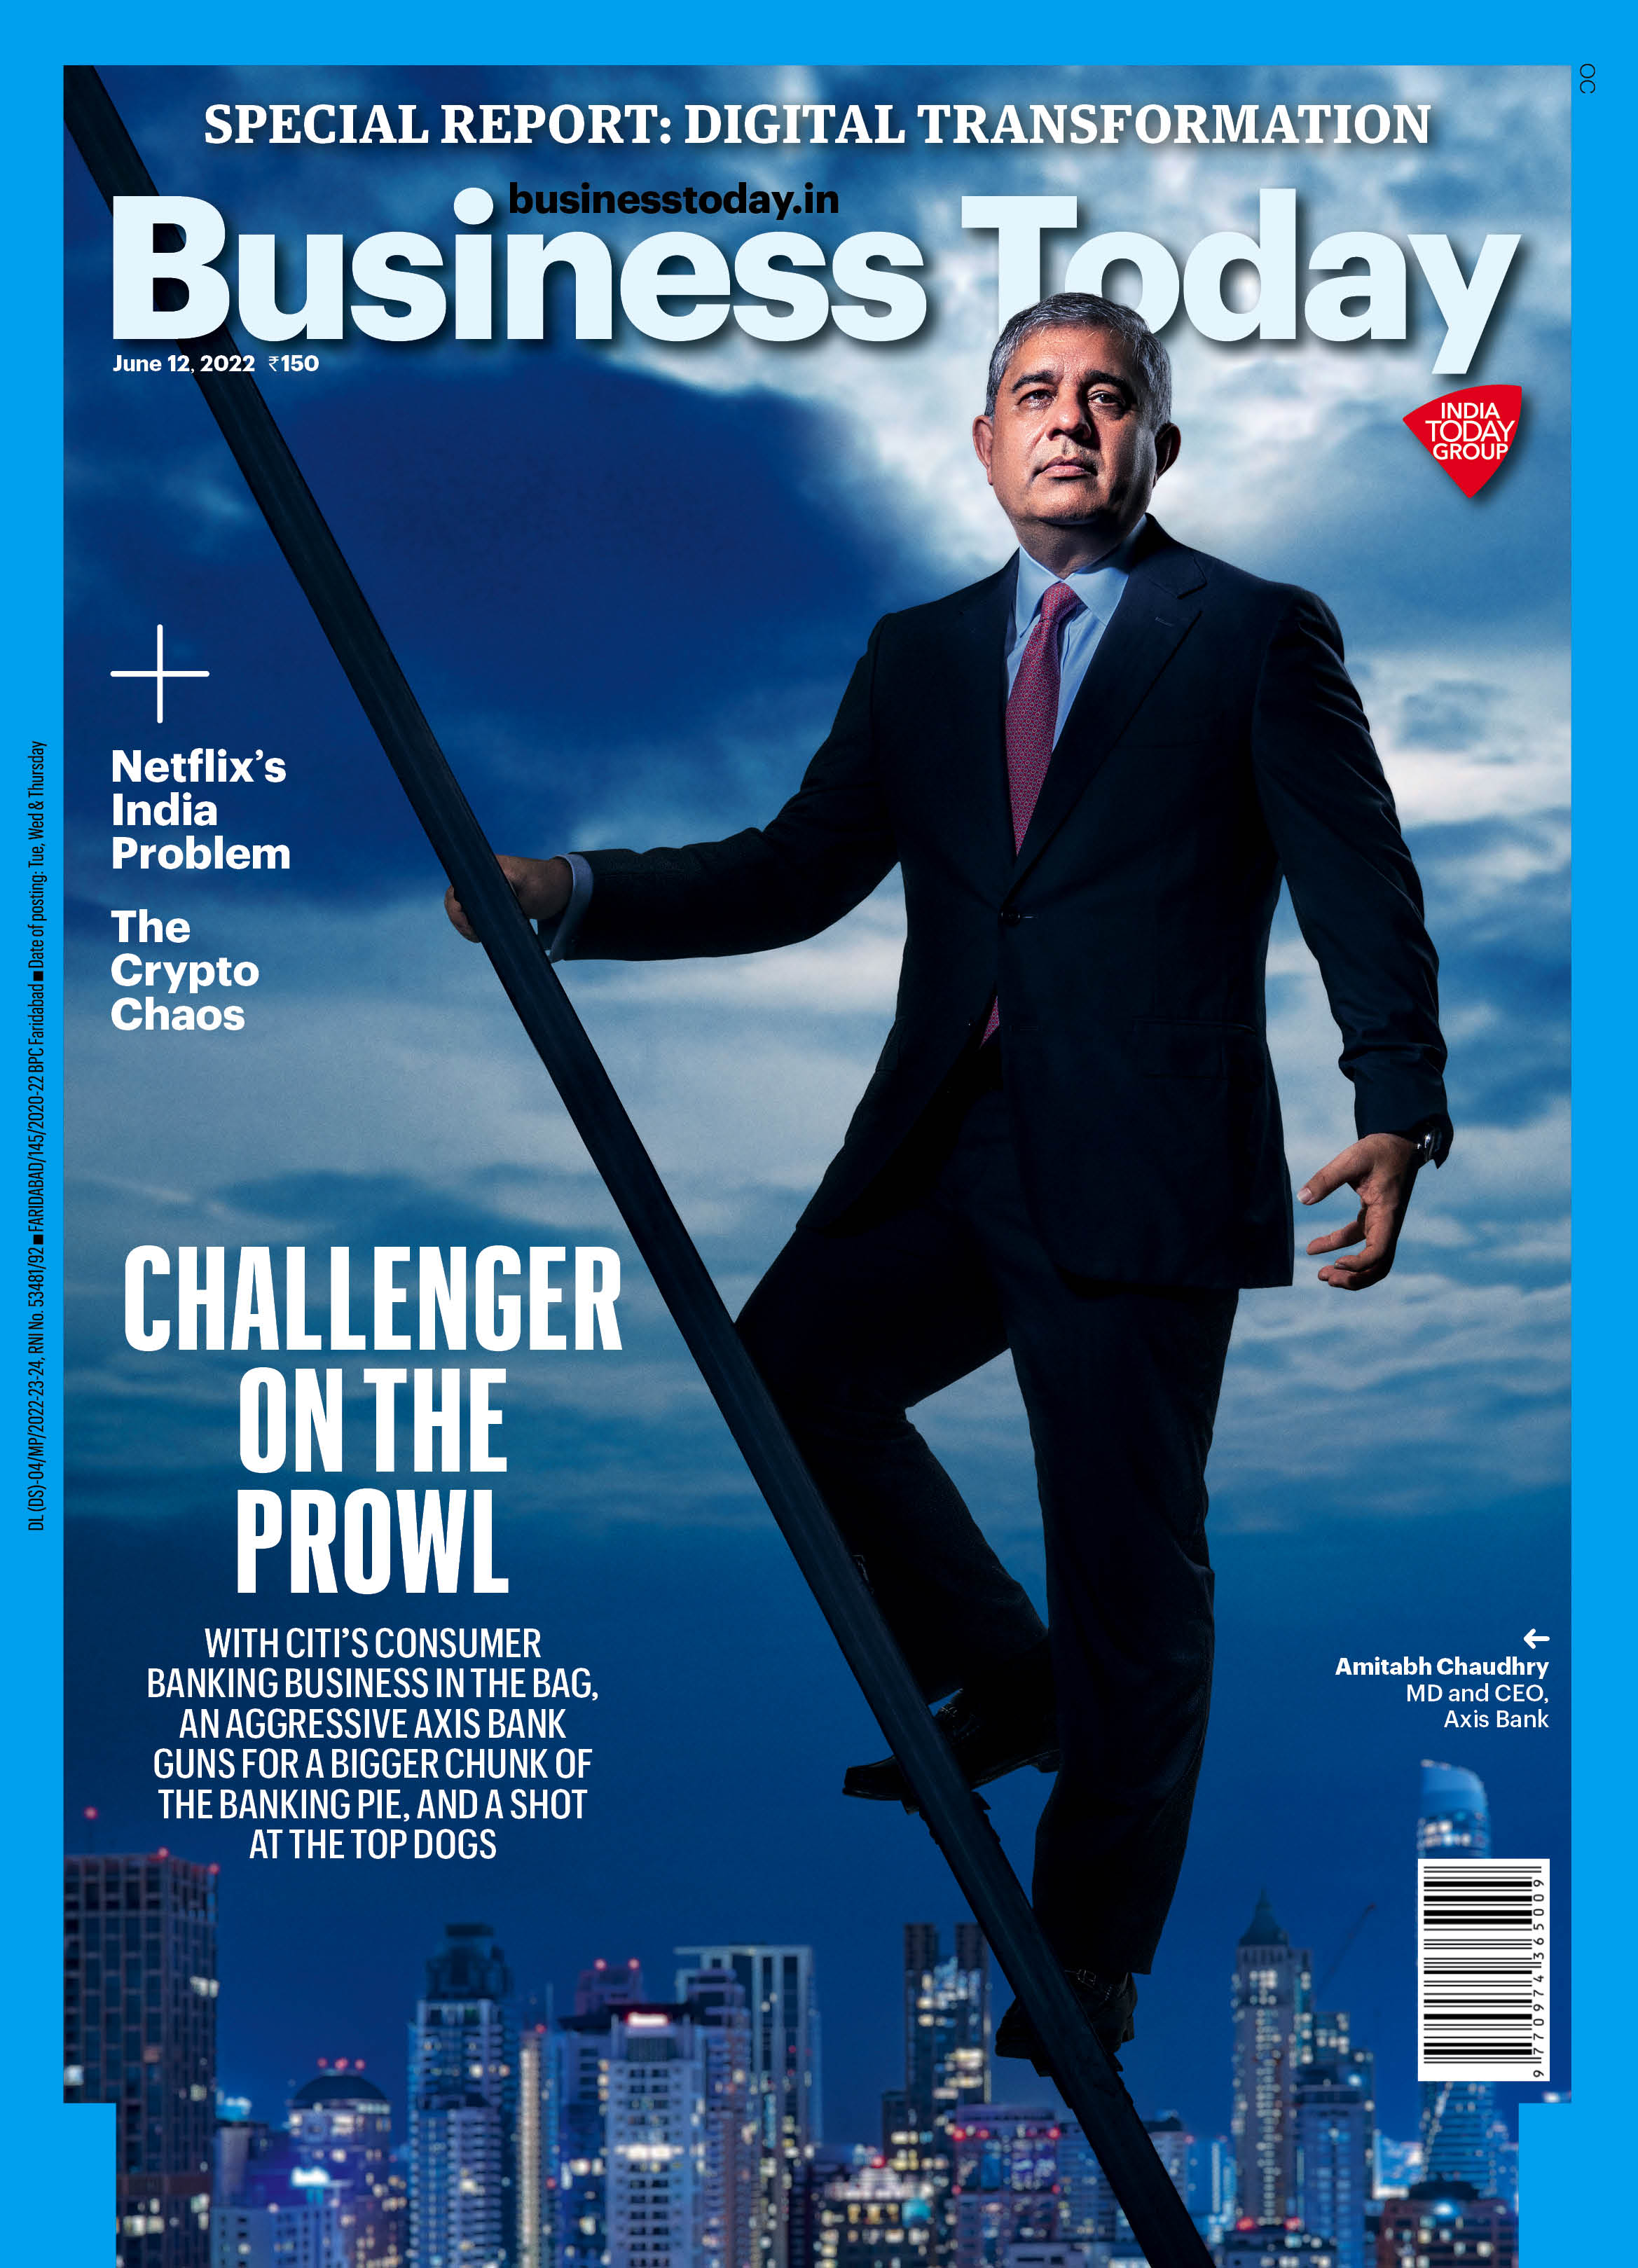 OC
SPECIAL REPORT: DIGITAL TRANSFORMATION
businesstoday.in
Business Today
June 12, 2022 ₹150
INDIA
TODAY
GROUP
Netflix’s
India
Problem
The
Crypto
Chaos
DL (DS)-04/MP/2022-23-24, RNI No. 53481/92 ■ FARIDABAD/145/2020-22 BPC Faridabad ■ Date of posting: Tue, Wed & Thursday
CHALLENGER
ON THE
PROWL
WITH CITI’S CONSUMER
BANKING BUSINESS IN THE BAG,
AN AGGRESSIVE AXIS BANK
GUNS FOR A BIGGER CHUNK OF
THE BANKING PIE, AND A SHOT
AT THE TOP DOGS
←
Amitabh Chaudhry
MD and CEO,
Axis Bank
9 770974 365009